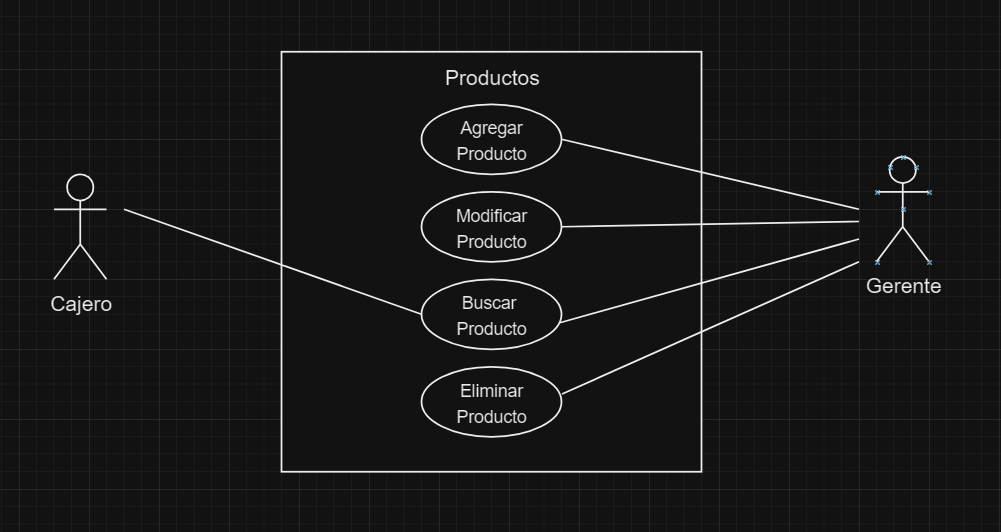 Productos
Agregar
Producto
Modificar
Producto
Buscar
Producto
Eliminar
Producto
Cajero
Gerente